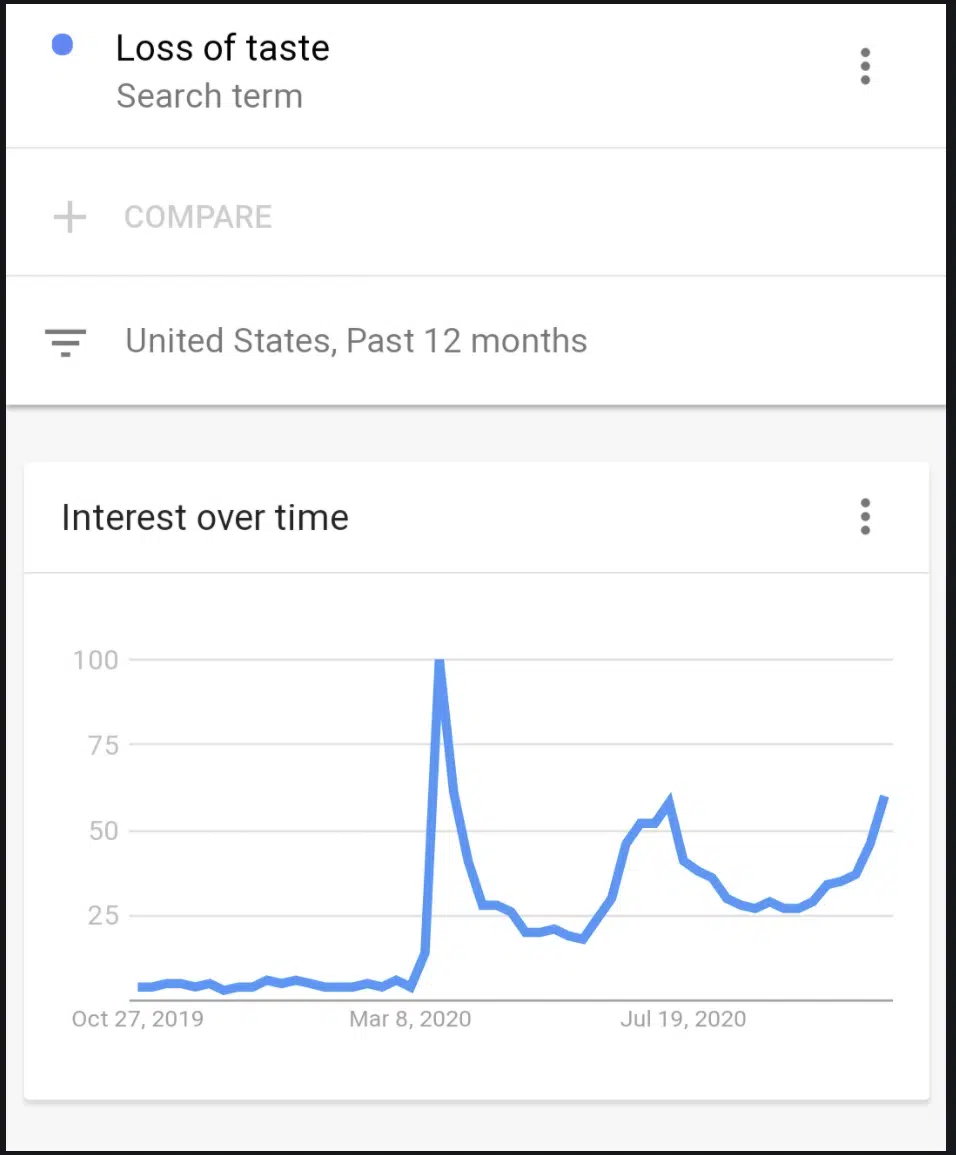 Loss of taste
Search term
COMPARE
United States, Past 12 months
Interest over time
100
75
50
25
Oct 27, 2019 Mar 8, 2020 Jul 19, 2020